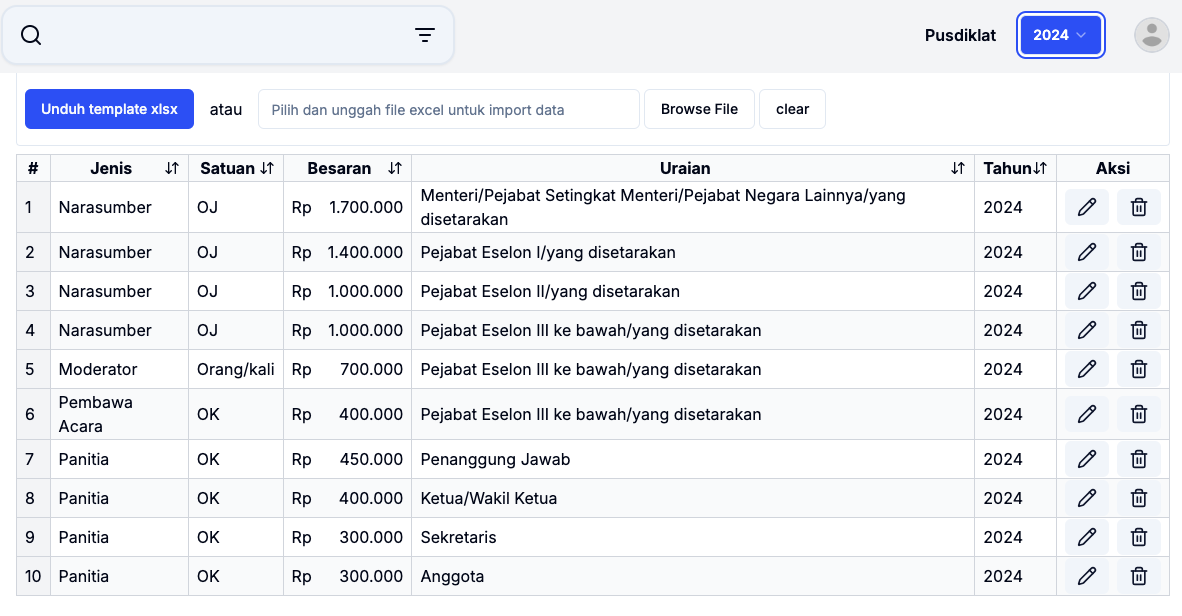 Pusdiklat 2024
Unduh template xlsx atau Pilih dan unggah file excel untuk import data Browse File clear
# Jenis Satuan Besaran Uraian Tahun Aksi
1 Narasumber OJ Rp 1.700.000 Menteri/Pejabat Setingkat Menteri/Pejabat Negara Lainnya/yang
disetarakan 2024
2 Narasumber OJ Rp 1.400.000 Pejabat Eselon I/yang disetarakan 2024
3 Narasumber OJ Rp 1.000.000 Pejabat Eselon II/yang disetarakan 2024
4 Narasumber OJ Rp 1.000.000 Pejabat Eselon III ke bawah/yang disetarakan 2024
5 Moderator Orang/kali Rp 700.000 Pejabat Eselon III ke bawah/yang disetarakan 2024
6 Pembawa
Acara OK Rp 400.000 Pejabat Eselon III ke bawah/yang disetarakan 2024
7 Panitia OK Rp 450.000 Penanggung Jawab 2024
8 Panitia OK Rp 400.000 Ketua/Wakil Ketua 2024
9 Panitia OK Rp 300.000 Sekretaris 2024
10 Panitia OK Rp 300.000 Anggota 2024